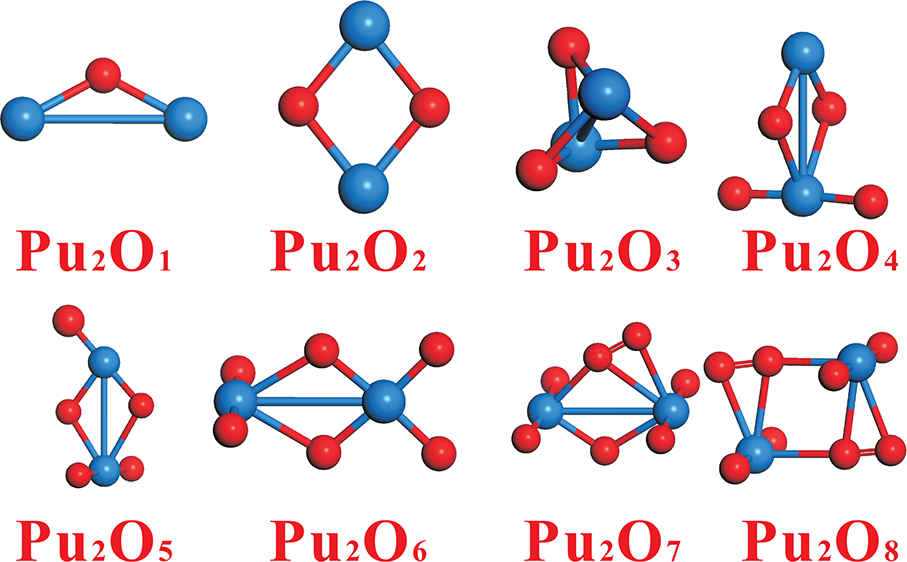 Pu₂O₁ Pu₂O₂ Pu₂O₃ Pu₂O₄
Pu₂O₅ Pu₂O₆ Pu₂O₇ Pu₂O₈